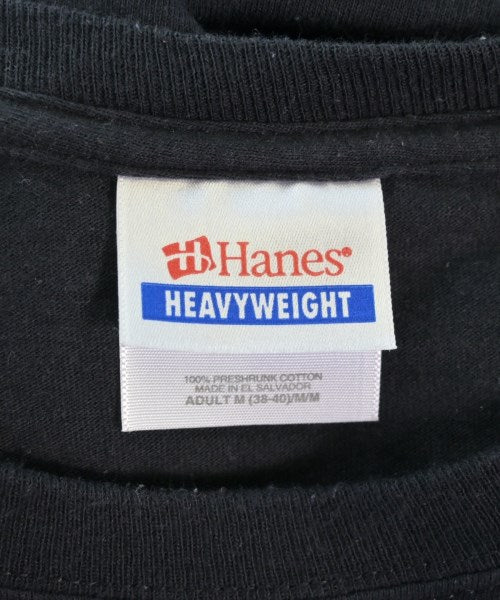 Hanes®
HEAVYWEIGHT
100% PRESHRUNK COTTON
MADE IN EL SALVADOR
ADULT M (38-40)/M/M